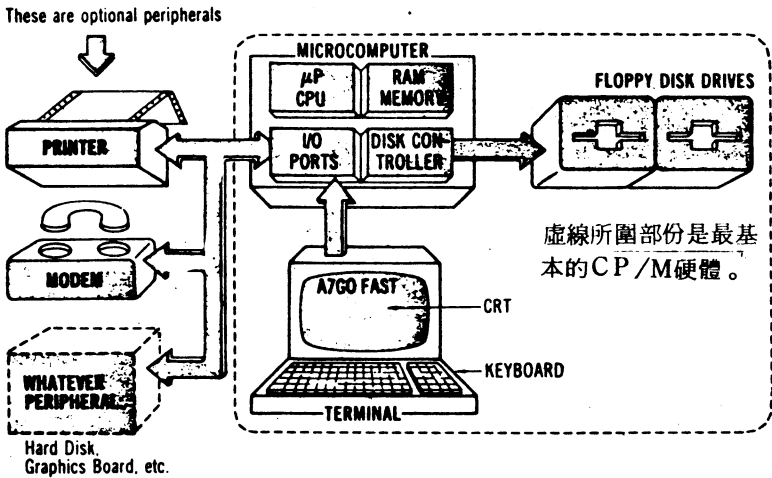 These are optional peripherals
MICROCOMPUTER
μP
CPU
RAM
MEMORY
FLOPPY DISK DRIVES
PRINTER
I/O
PORTS
DISK CON
TROLLER
MODEM
虛線所圍部份是最基
本的CP/M硬體。
A7GO FAST
CRT
WHATEVER
PERIPHERAL
KEYBOARD
TERMINAL
Hard Disk,
Graphics Board, etc.